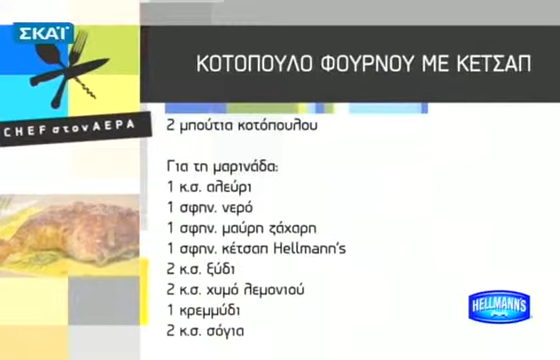 ΣΚΑΪ
ΚΟΤΟΠΟΥΛΟ ΦΟΥΡΝΟΥ ΜΕ ΚΕΤΣΑΠ
CHEF στον ΑΕΡΑ
2 μπούτια κοτόπουλου
Για τη μαρινάδα:
1 κ.σ. αλεύρι
1 σφην. νερό
1 σφην. μαύρη ζάχαρη
1 σφην. κέτσαπ Hellmann's
2 κ.σ. ξύδι
2 κ.σ. χυμό λεμονιού
1 κρεμμύδι
2 κ.σ. σόγια
HELLMANN'S